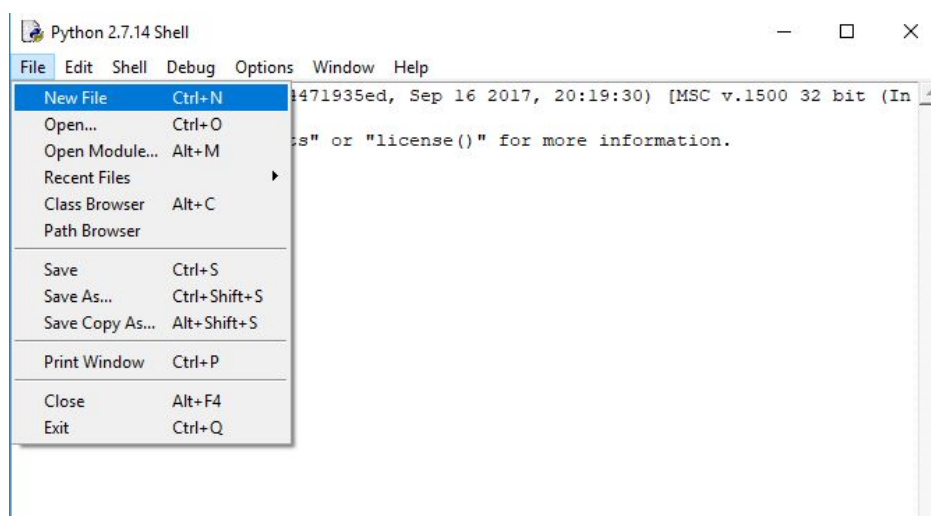 Python 2.7.14 Shell
File Edit Shell Debug Options Window Help
New File Ctrl+N
4471935ed, Sep 16 2017, 20:19:30) [MSC v.1500 32 bit (In
Open... Ctrl+O
ts" or "license()" for more information.
Open Module... Alt+M
Recent Files
Class Browser Alt+C
Path Browser
Save Ctrl+S
Save As... Ctrl+Shift+S
Save Copy As... Alt+Shift+S
Print Window Ctrl+P
Close Alt+F4
Exit Ctrl+Q